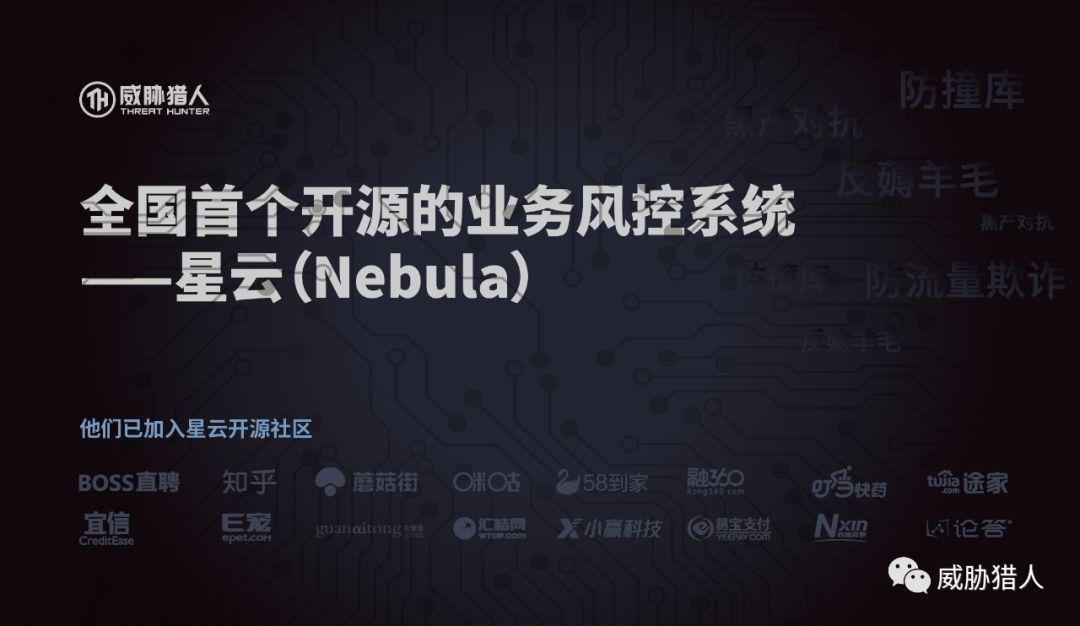 威胁猎人
THREAT HUNTER
防撞库
黑产对抗
反薅羊毛
全国首个开源的业务风控系统
黑产对抗
——星云(Nebula)
防撞库
防流量欺诈
反薅羊毛
他们已加入星云开源社区
BOSS直聘 知乎 蘑菇街 咪咕 58到家 融360 叮当快药 tujia.com 途家
rong360.com
宜信 E宠 guanaitong.com 关爱通 汇桔网 小赢科技 易宝支付 Nxin 论答
CreditEase epet.com WTOIP.com YEEPAY.COM
威胁猎人